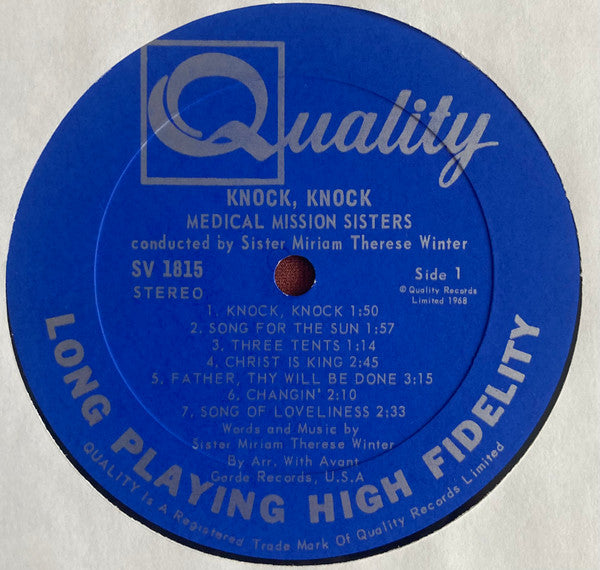 Quality
KNOCK, KNOCK
MEDICAL MISSION SISTERS
conducted by Sister Miriam Therese Winter
SV 1815
STEREO
Side 1
© Quality Records
Limited 1968
1. KNOCK, KNOCK 1:50
2. SONG FOR THE SUN 1:57
3. THREE TENTS 1:14
4. CHRIST IS KING 2:45
5. FATHER, THY WILL BE DONE 3:15
6. CHANGIN' 2:10
7. SONG OF LOVELINESS 2:33
Words and Music by
Sister Miriam Therese Winter
By Arr. With Avant
Garde Records, U.S.A
LONG PLAYING HIGH FIDELITY
QUALITY Is A Registered Trade Mark Of Quality Records Limited